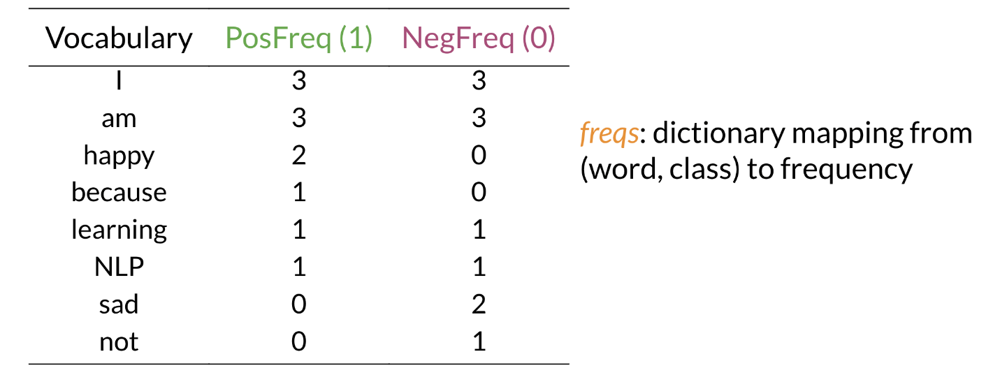 Vocabulary PosFreq (1) NegFreq (0)
I 3 3
am 3 3
happy 2 0
because 1 0
learning 1 1
NLP 1 1
sad 0 2
not 0 1
freqs: dictionary mapping from
(word, class) to frequency